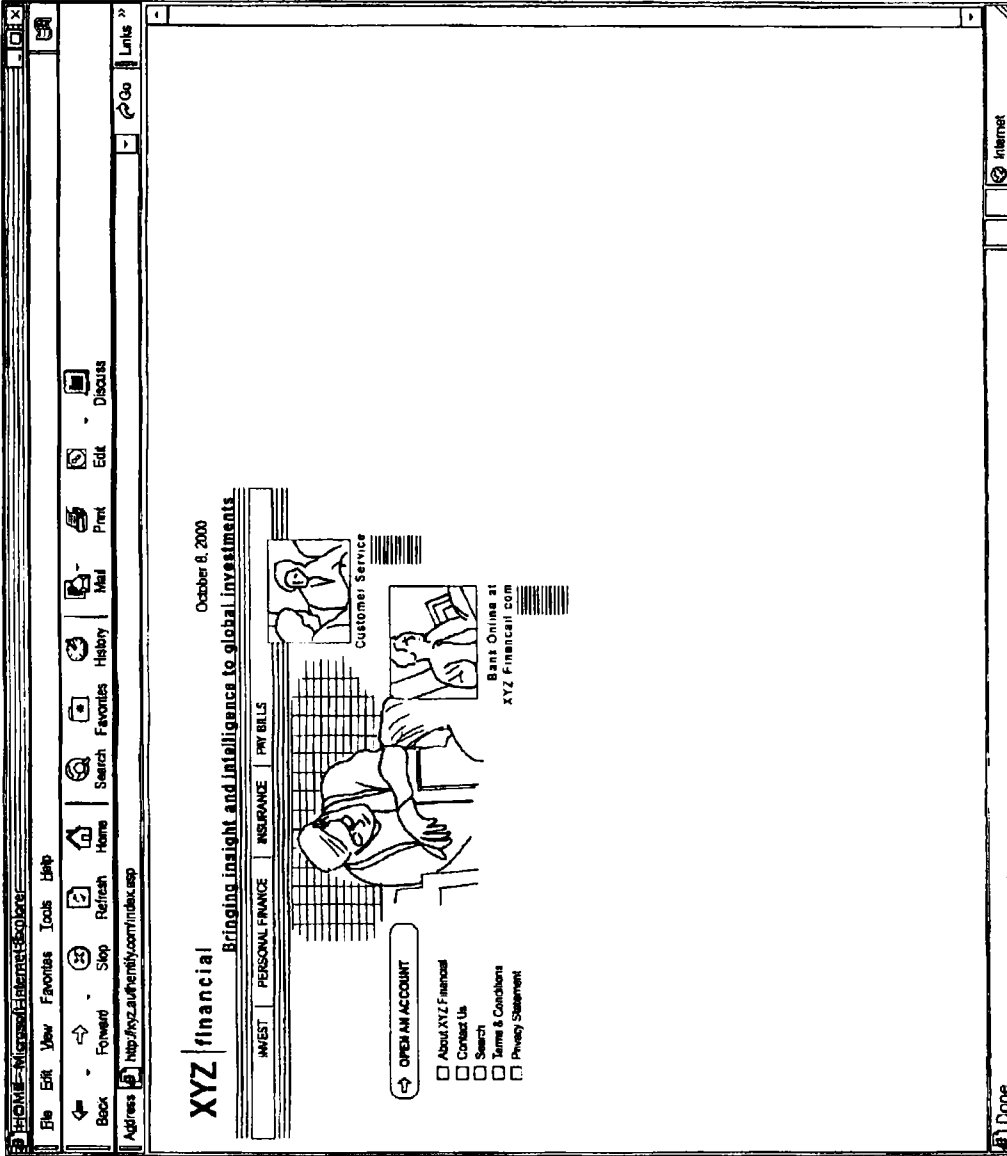 HOME - Microsoft Internet Explorer
File Edit View Favorites Tools Help
Back Forward Stop Refresh Home Search Favorites History Mail Print Edit Discuss
Address http://xyz.authentify.com/index.asp Go Links »
XYZ financial
October 8, 2000
Bringing insight and intelligence to global investments
INVEST PERSONAL FINANCE INSURANCE PAY BILLS
OPEN AN ACCOUNT
About XYZ Financial
Contact Us
Search
Terms & Conditions
Privacy Statement
Customer Service
Bank Online at
XYZ Financail com
Done Internet